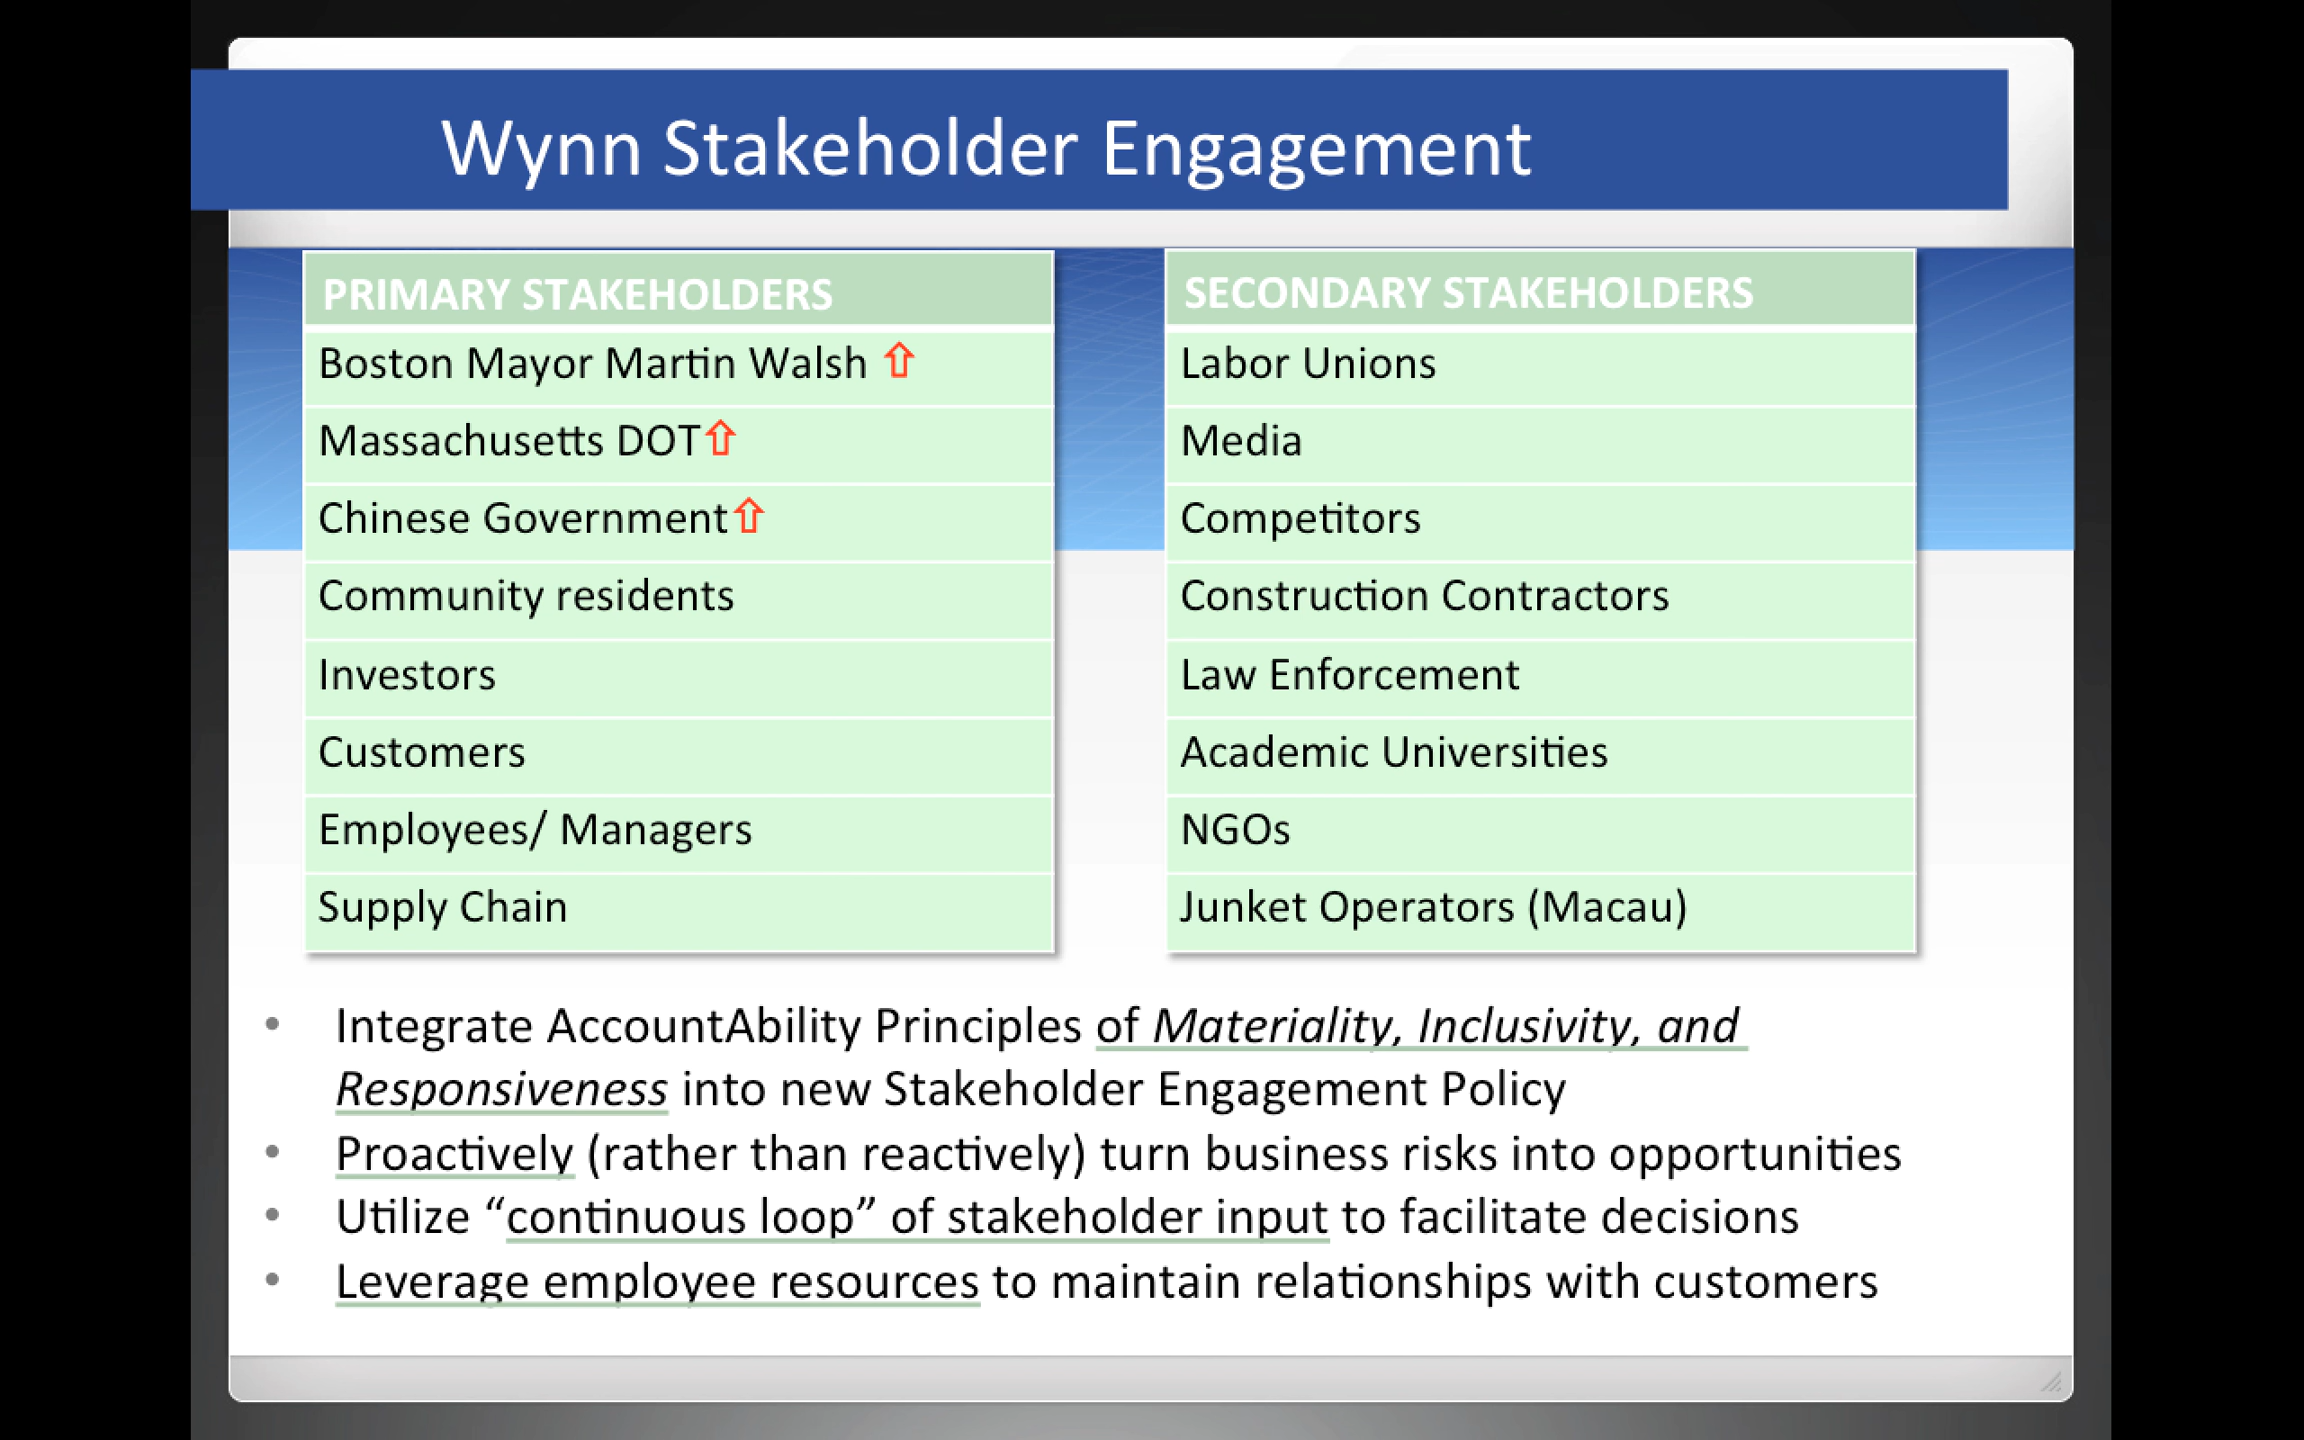 Wynn Stakeholder Engagement
PRIMARY STAKEHOLDERS
Boston Mayor Martin Walsh ⇧
Massachusetts DOT⇧
Chinese Government⇧
Community residents
Investors
Customers
Employees/ Managers
Supply Chain
SECONDARY STAKEHOLDERS
Labor Unions
Media
Competitors
Construction Contractors
Law Enforcement
Academic Universities
NGOs
Junket Operators (Macau)
• Integrate AccountAbility Principles of Materiality, Inclusivity, and
Responsiveness into new Stakeholder Engagement Policy
• Proactively (rather than reactively) turn business risks into opportunities
• Utilize “continuous loop” of stakeholder input to facilitate decisions
• Leverage employee resources to maintain relationships with customers